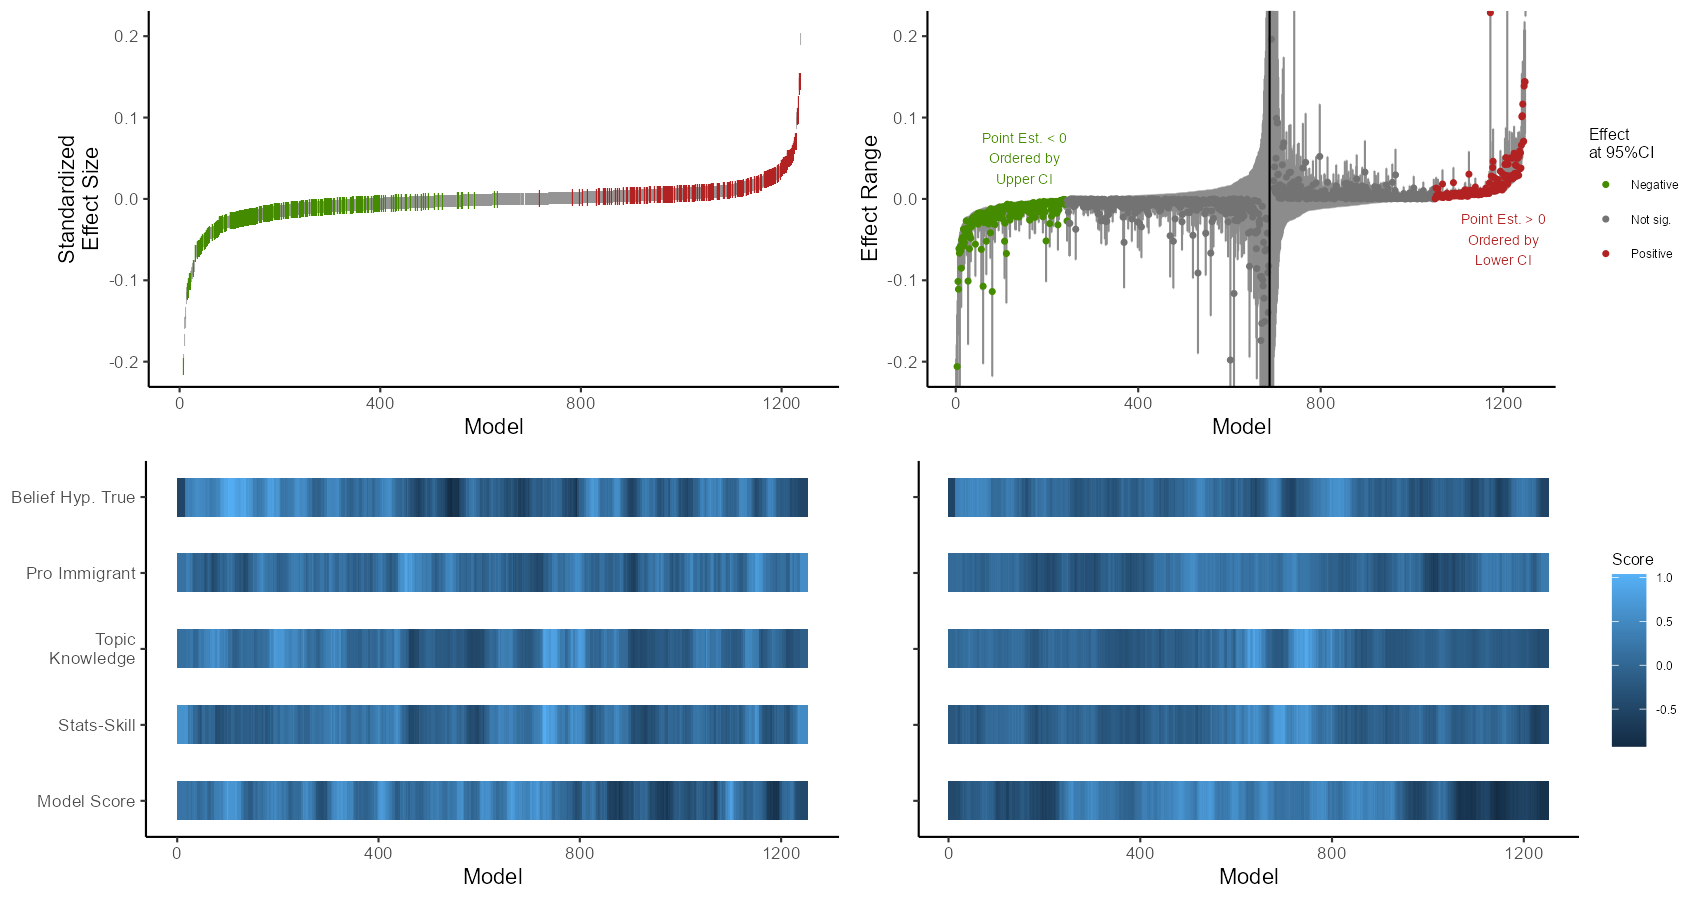 Standardized
Effect Size
0.2
0.1
0.0
-0.1
-0.2
0
400
800
1200
Model
Effect Range
0.2
0.1
0.0
-0.1
-0.2
Point Est. < 0
Ordered by
Upper CI
Point Est. > 0
Ordered by
Lower CI
0
400
800
1200
Model
Effect
at 95%CI
Negative
Not sig.
Positive
Belief Hyp. True
Pro Immigrant
Topic
Knowledge
Stats-Skill
Model Score
0
400
800
1200
Model
0
400
800
1200
Model
Score
1.0
0.5
0.0
-0.5